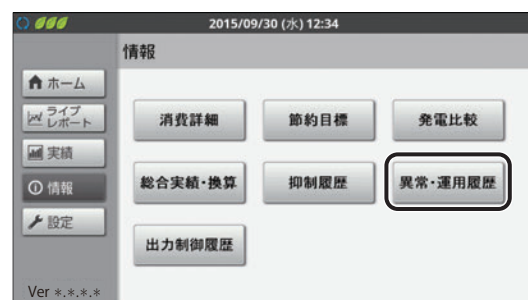 2015/09/30 (水) 12:34
情報
ホーム
ライブ
レポート
実績
情報
設定
消費詳細
節約目標
発電比較
総合実績・換算
抑制履歴
異常・運用履歴
出力制御履歴
Ver *.*.*.*